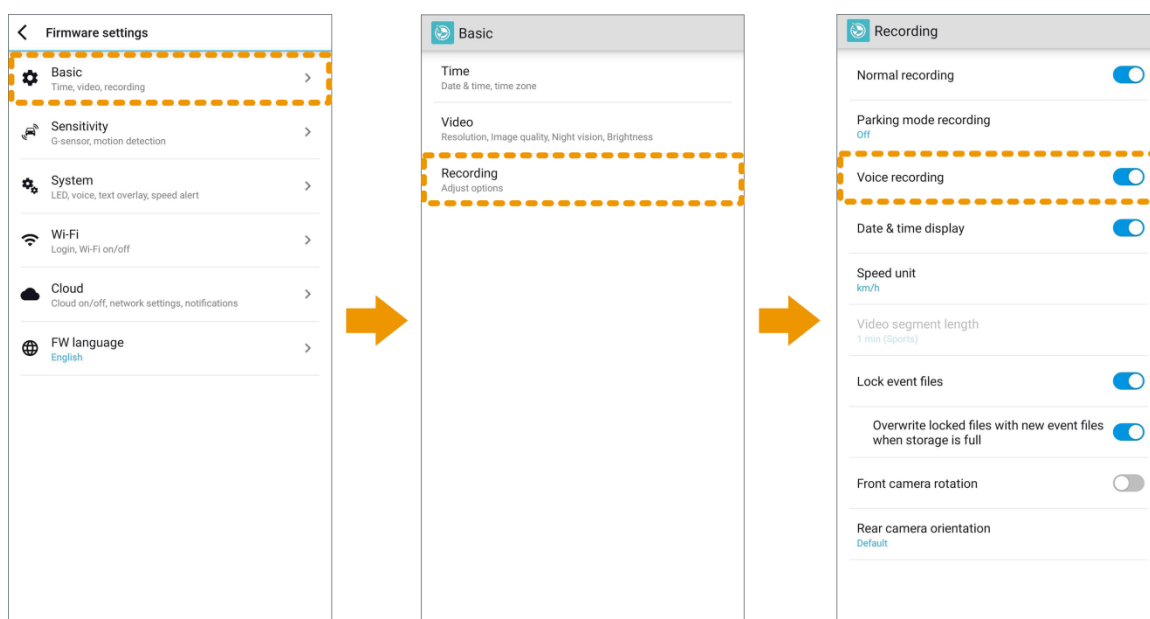 Firmware settings
Basic
Time, video, recording
Sensitivity
G-sensor, motion detection
System
LED, voice, text overlay, speed alert
Wi-Fi
Login, Wi-Fi on/off
Cloud
Cloud on/off, network settings, notifications
FW language
English
Basic
Time
Date & time, time zone
Video
Resolution, Image quality, Night vision, Brightness
Recording
Adjust options
Recording
Normal recording
Parking mode recording
Off
Voice recording
Date & time display
Speed unit
km/h
Video segment length
1 min (Sports)
Lock event files
Overwrite locked files with new event files
when storage is full
Front camera rotation
Rear camera orientation
Default